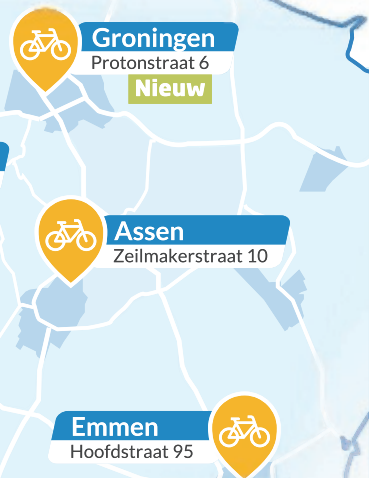 Groningen
Protonstraat 6
Nieuw
Assen
Zeilmakerstraat 10
Emmen
Hoofdstraat 95